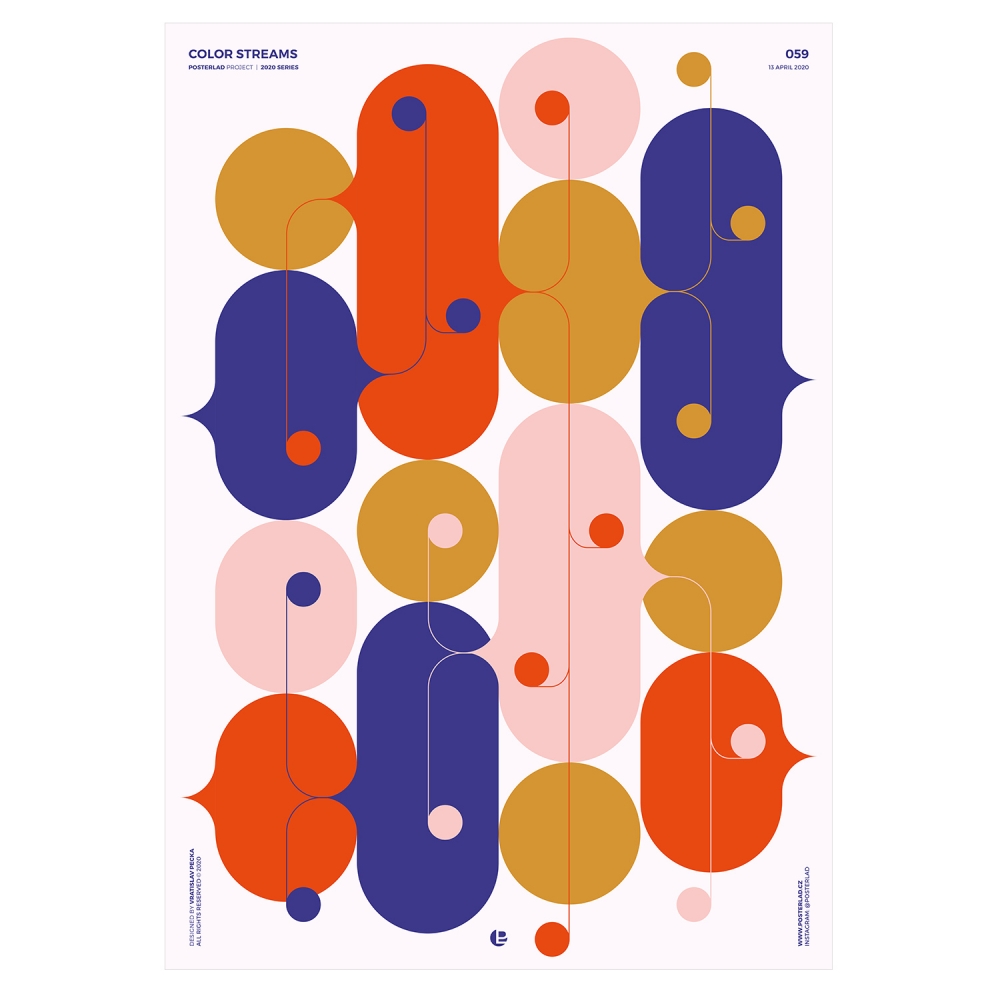 COLOR STREAMS
POSTERLAD PROJECT | 2020 SERIES
059
13 APRIL 2020
DESIGNED BY VRATISLAV PECKA
ALL RIGHTS RESERVED © 2020
WWW.POSTERLAD.CZ
INSTAGRAM: @POSTERLAD